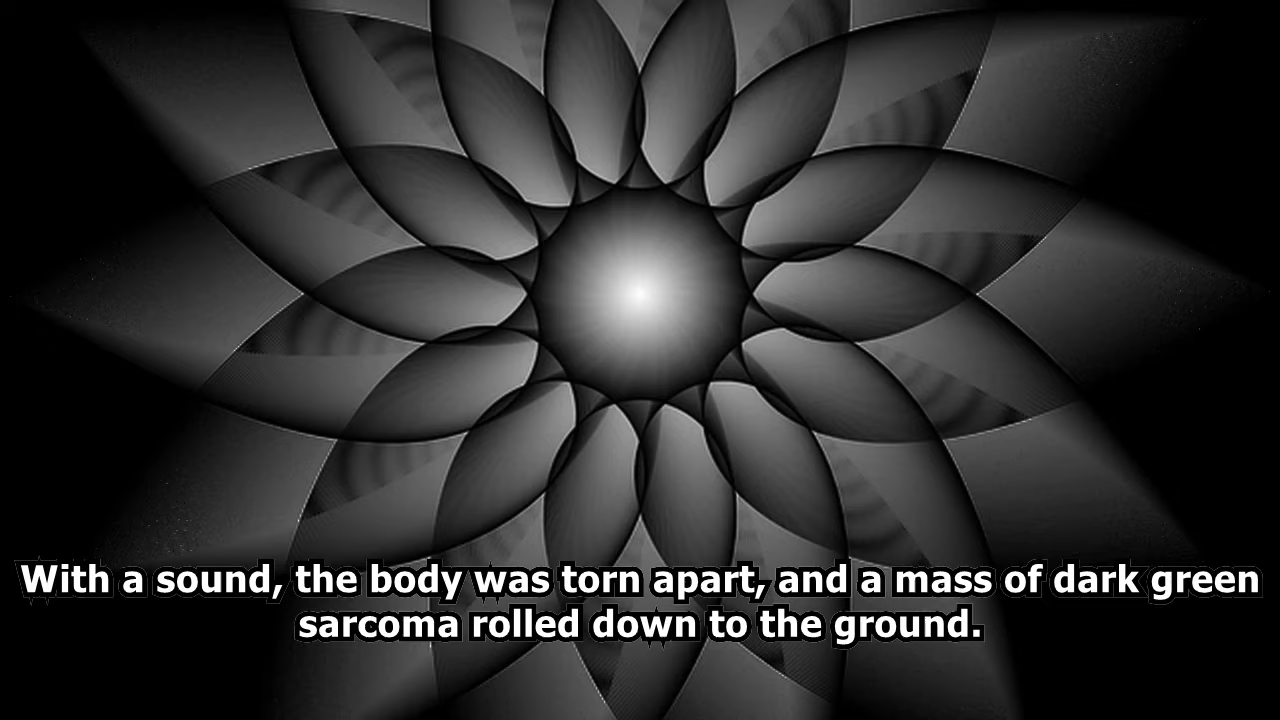 With a sound, the body was torn apart, and a mass of dark green
sarcoma rolled down to the ground.